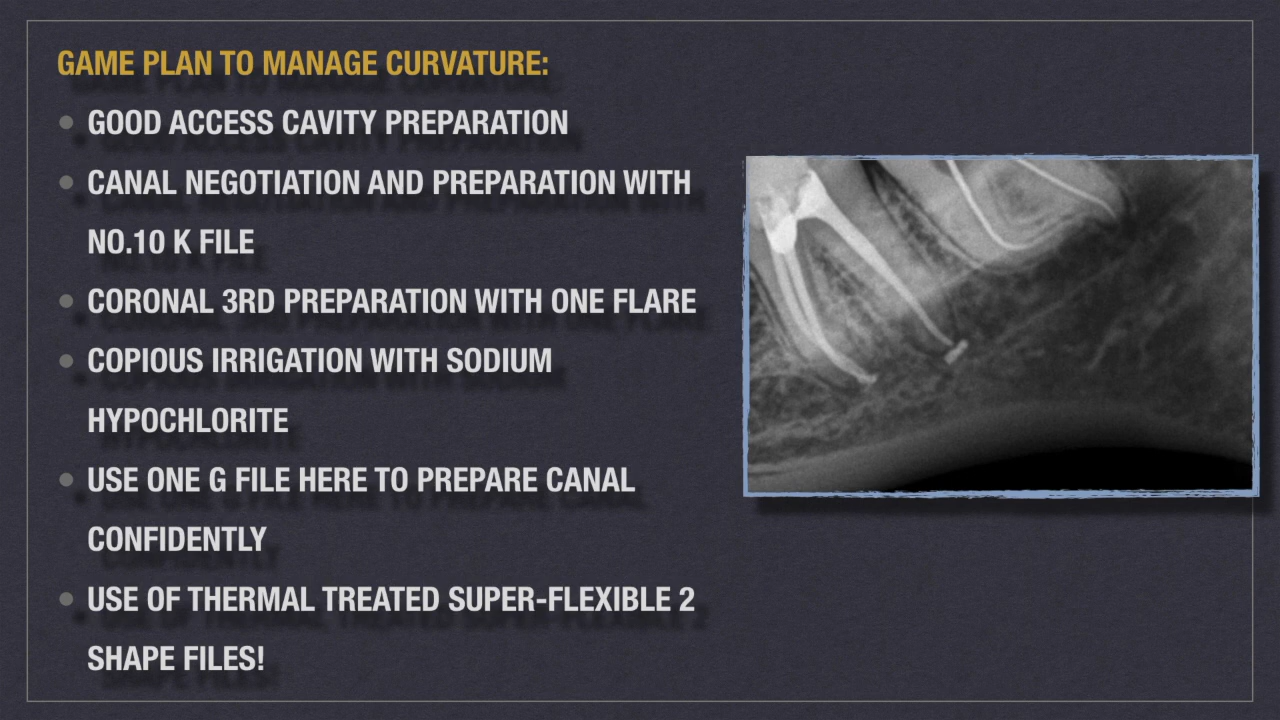 GAME PLAN TO MANAGE CURVATURE:
• GOOD ACCESS CAVITY PREPARATION
• CANAL NEGOTIATION AND PREPARATION WITH
NO.10 K FILE
• CORONAL 3RD PREPARATION WITH ONE FLARE
• COPIOUS IRRIGATION WITH SODIUM
HYPOCHLORITE
• USE ONE G FILE HERE TO PREPARE CANAL
CONFIDENTLY
• USE OF THERMAL TREATED SUPER-FLEXIBLE 2
SHAPE FILES!